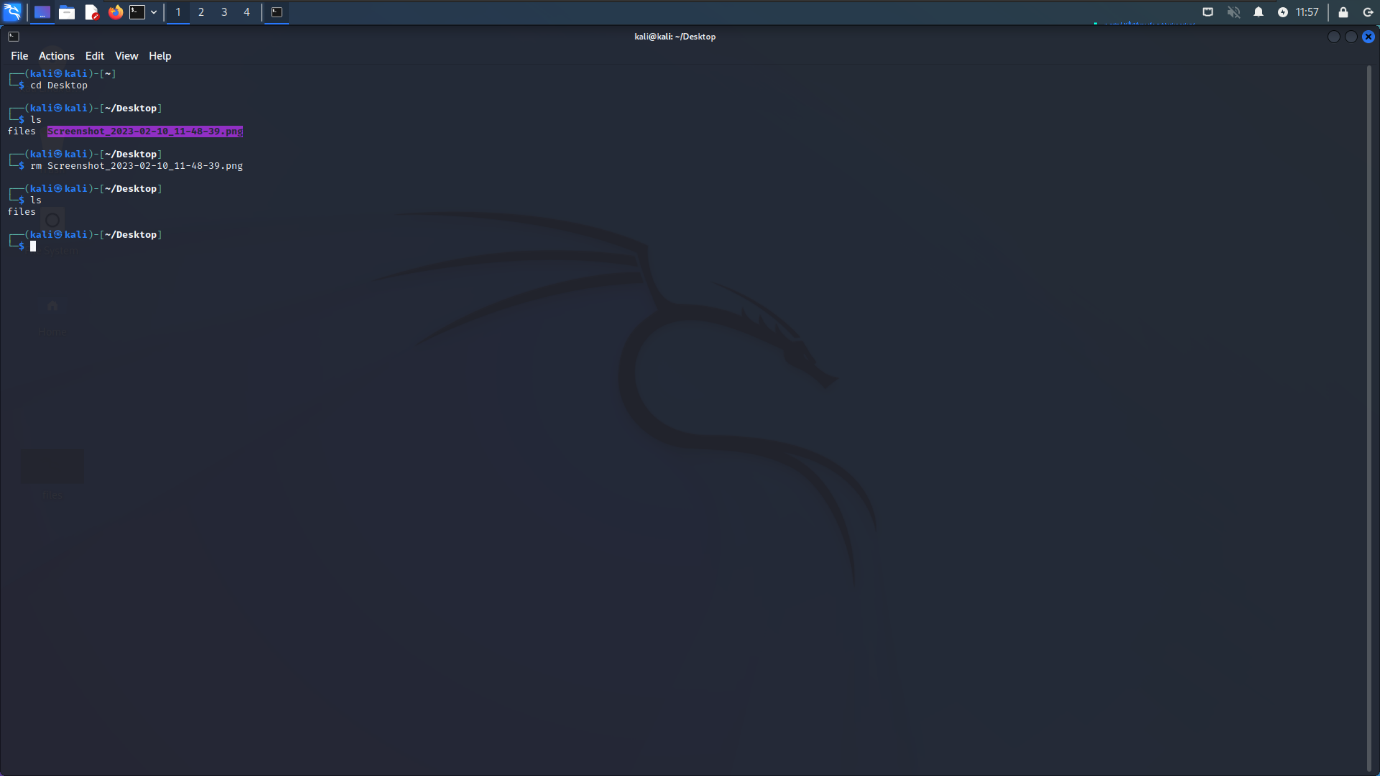 1 2 3 4 11:57
kali@kali: ~/Desktop
File Actions Edit View Help
┌──(kali㉿kali)-[~]
└─$ cd Desktop
┌──(kali㉿kali)-[~/Desktop]
└─$ ls
files Screenshot_2023-02-10_11-48-39.png
┌──(kali㉿kali)-[~/Desktop]
└─$ rm Screenshot_2023-02-10_11-48-39.png
┌──(kali㉿kali)-[~/Desktop]
└─$ ls
files
┌──(kali㉿kali)-[~/Desktop]
└─$